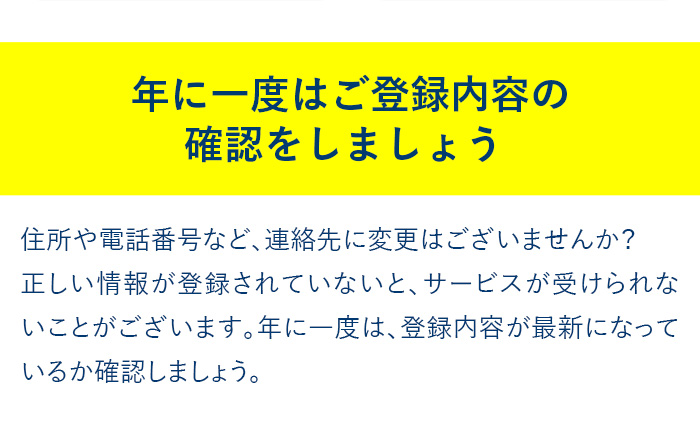 年に一度はご登録内容の
確認をしましょう
住所や電話番号など、連絡先に変更はございませんか？
正しい情報が登録されていないと、サービスが受けられな
いことがございます。年に一度は、登録内容が最新になって
いるか確認しましょう。